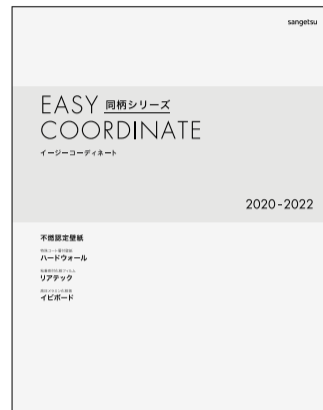 sangetsu
EASY 同柄シリーズ
COORDINATE
イージーコーディネート
2020-2022
不燃認定壁紙
ハードウォール
リアテック
イビボード